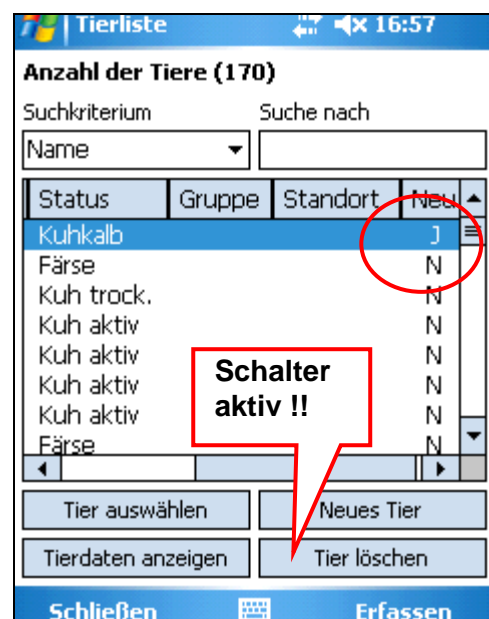 Tierliste 16:57
Anzahl der Tiere (170)
Suchkriterium Suche nach
Name
Status Gruppe Standort Neu
Kuhkalb J
Färse N
Kuh trock. N
Kuh aktiv N
Kuh aktiv N
Kuh aktiv N
Kuh aktiv N
Färse N
Schalter
aktiv !!
Tier auswählen Neues Tier
Tierdaten anzeigen Tier löschen
Schließen Erfassen